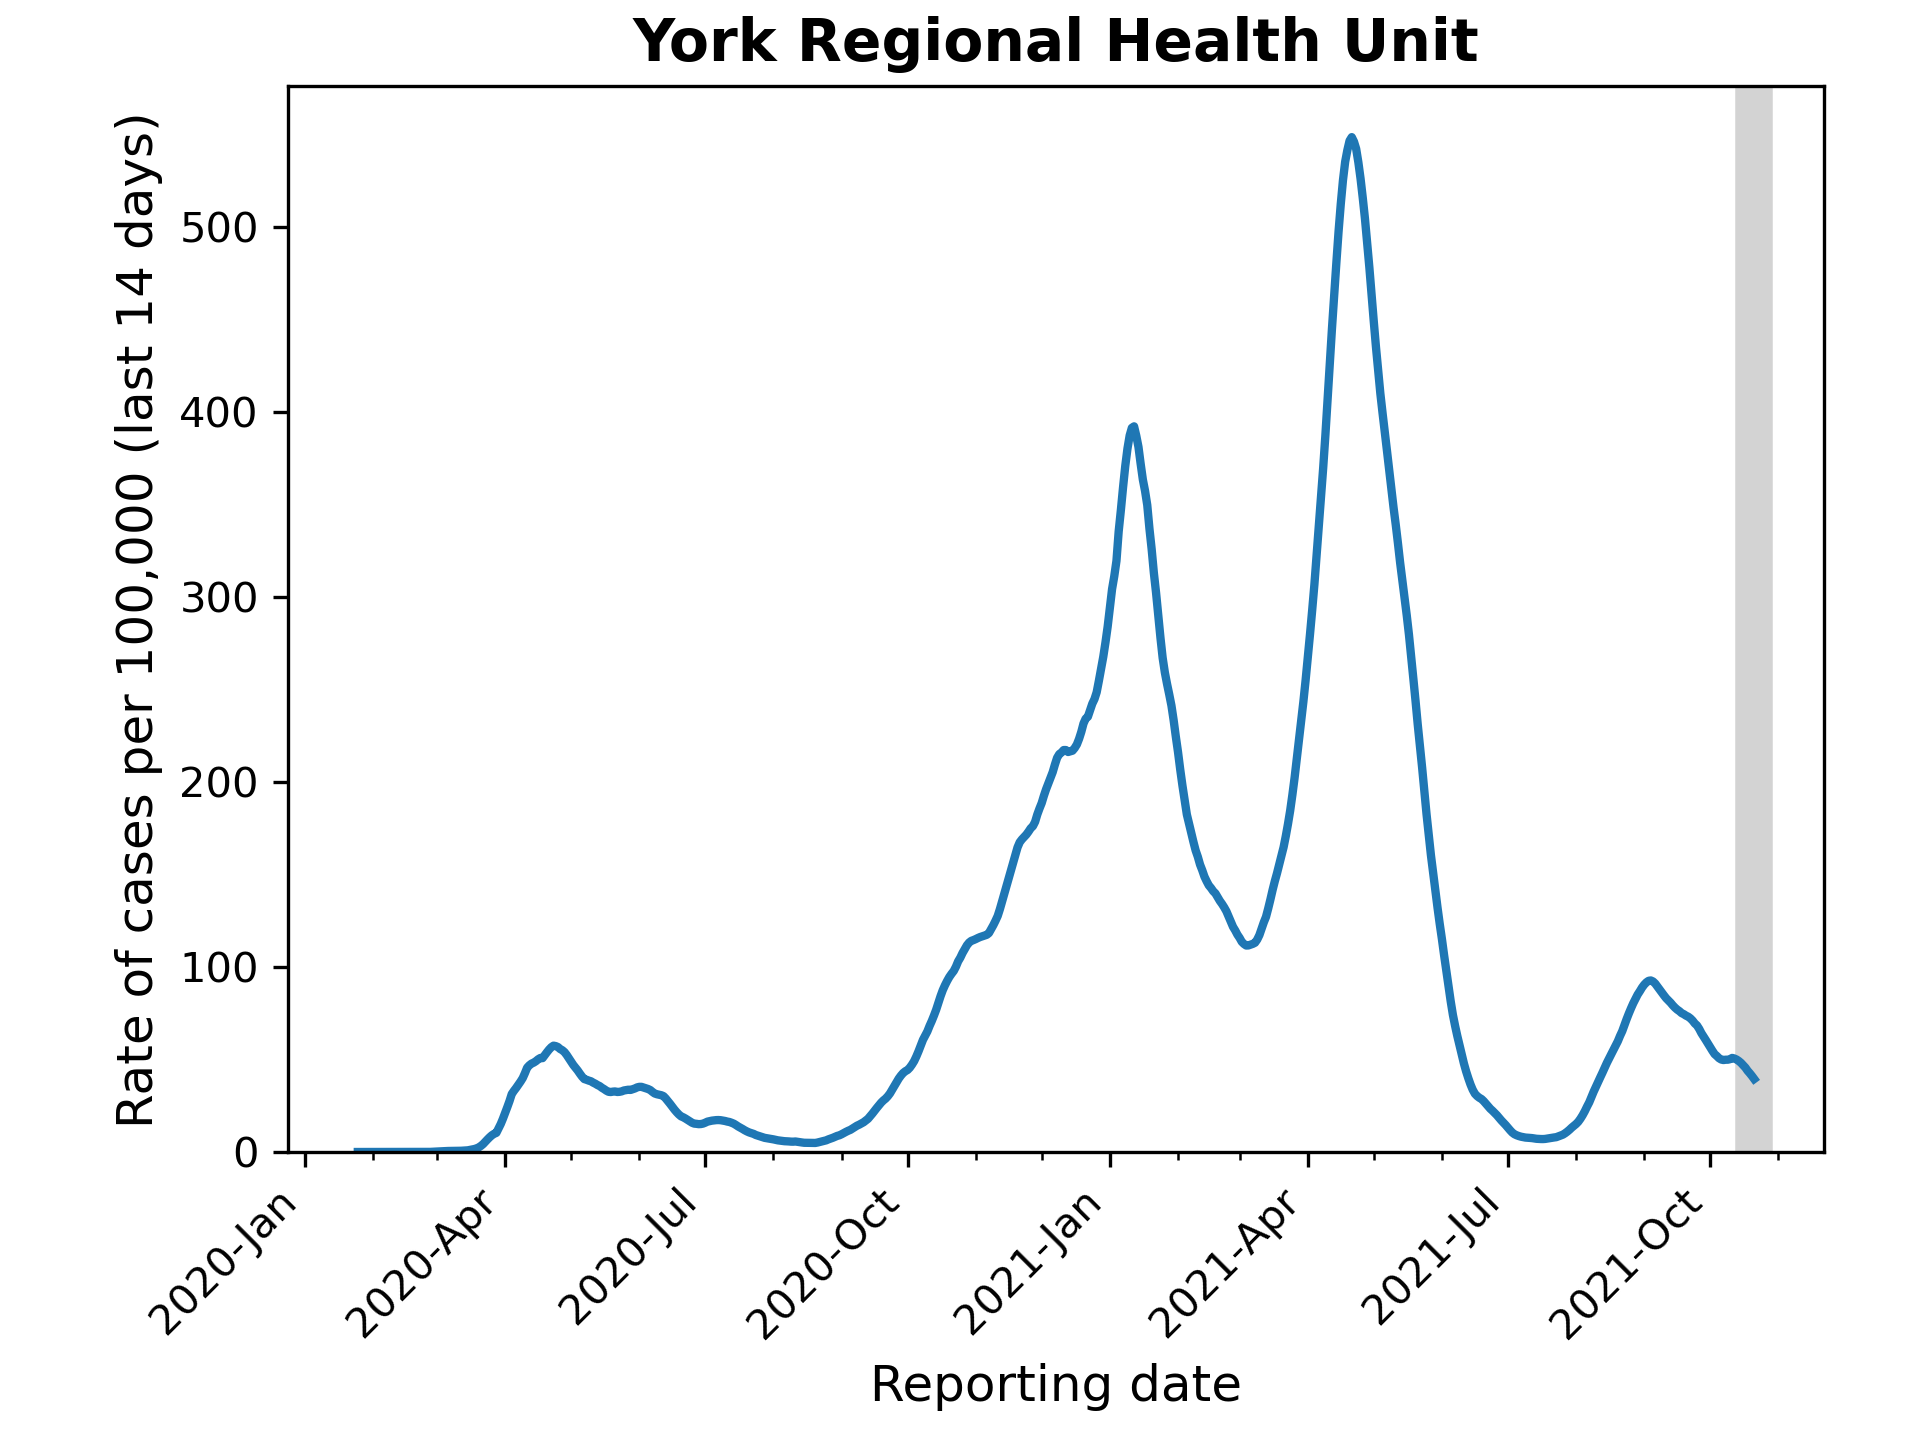 York Regional Health Unit
Rate of cases per 100,000 (last 14 days)
500
400
300
200
100
0
2020-Jan
2020-Apr
2020-Jul
2020-Oct
2021-Jan
2021-Apr
2021-Jul
2021-Oct
Reporting date